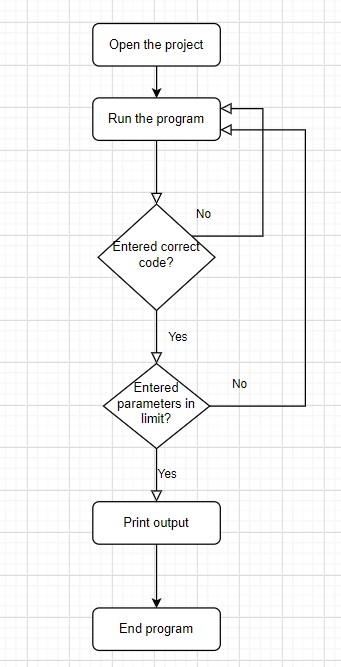 Open the project
Run the program
No
Entered correct
code?
Yes
Entered
parameters in
limit?
No
Yes
Print output
End program